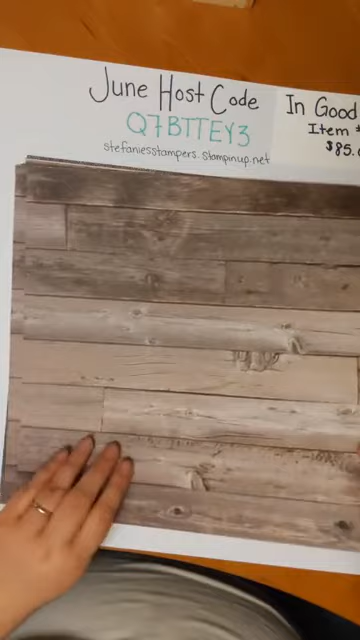 June Host Code
Q7BTTEY3
stefaniesstampers.stampinup.net
In Good
Item
$85.